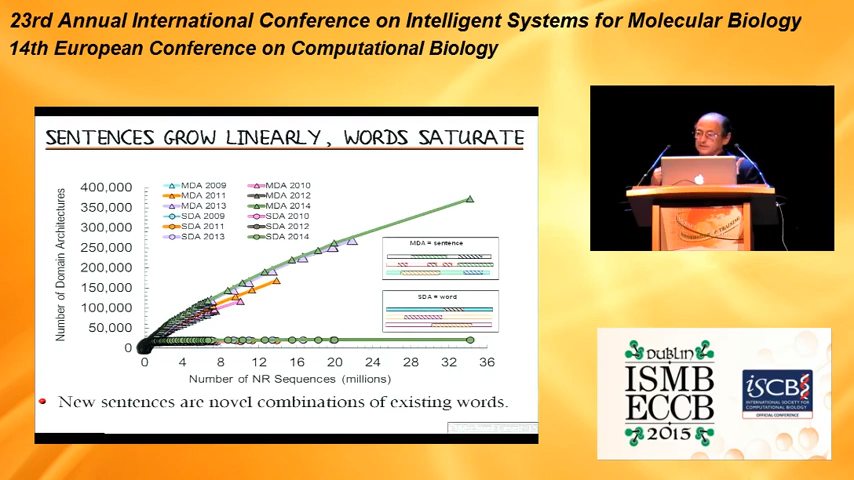 23rd Annual International Conference on Intelligent Systems for Molecular Biology
14th European Conference on Computational Biology
SENTENCES GROW LINEARLY, WORDS SATURATE
Number of Domain Architectures
400,000
350,000
300,000
250,000
200,000
150,000
100,000
50,000
0
MDA 2009
MDA 2010
MDA 2011
MDA 2012
MDA 2013
MDA 2014
SDA 2009
SDA 2010
SDA 2011
SDA 2012
SDA 2013
SDA 2014
MDA = sentence
SDA = word
0 4 8 12 16 20 24 28 32 36
Number of NR Sequences (millions)
New sentences are novel combinations of existing words.
DUBLIN
ISMB
ECCB
2015
ISCB
INTERNATIONAL SOCIETY FOR
COMPUTATIONAL BIOLOGY
OFFICIAL CONFERENCE